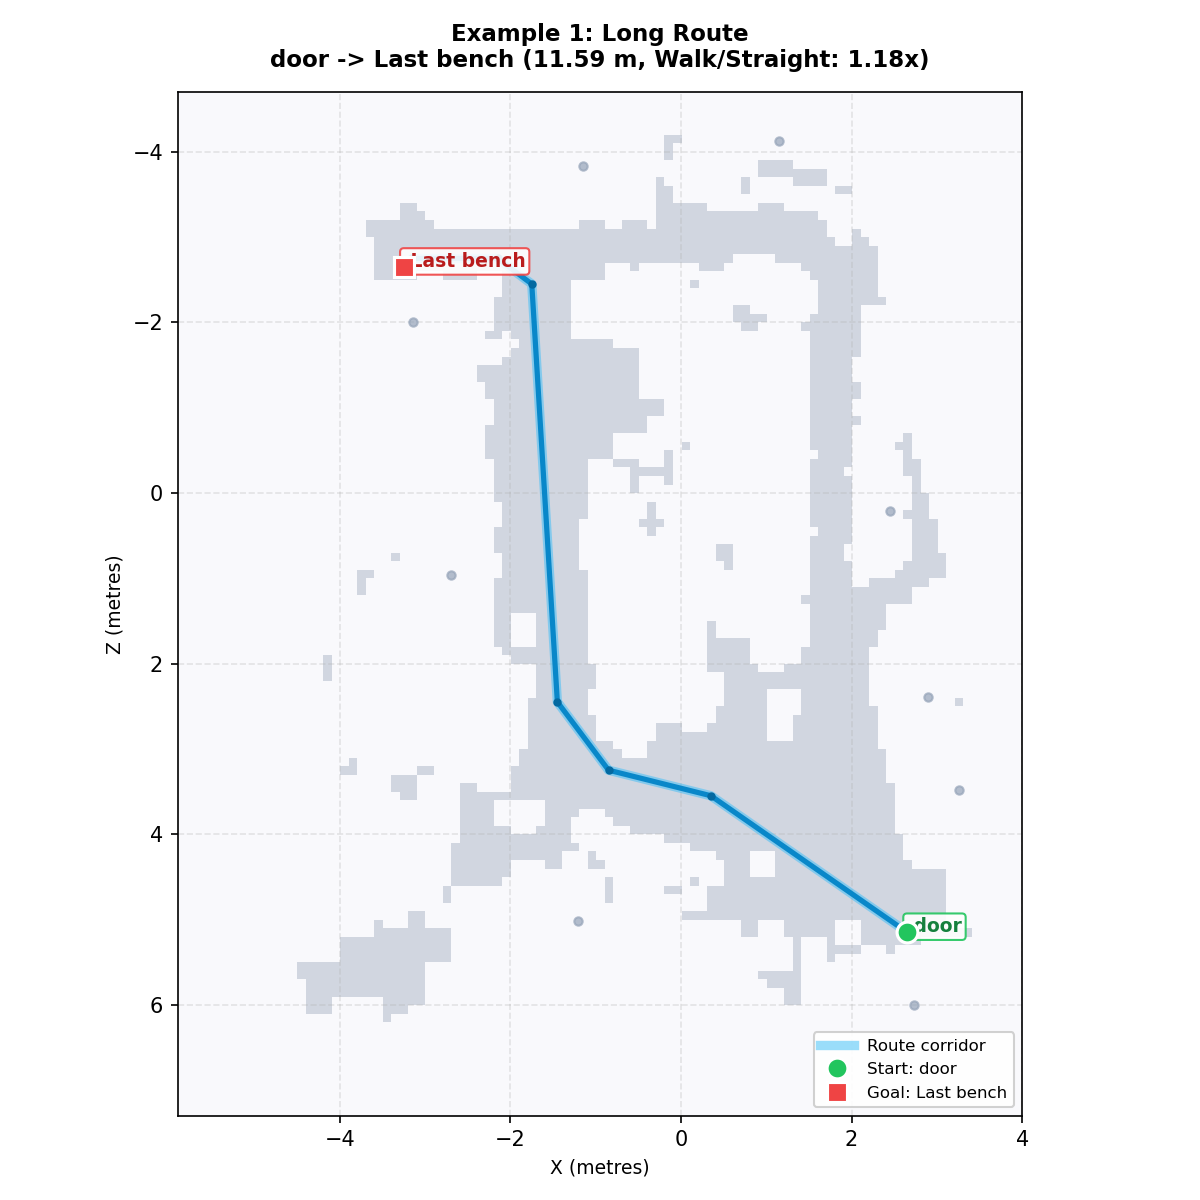 Example 1: Long Route
door -> Last bench (11.59 m, Walk/Straight: 1.18x)
−4
−2
0
2
4
6
Z (metres)
Last bench
door
Route corridor
Start: door
Goal: Last bench
−4
−2
0
2
4
X (metres)